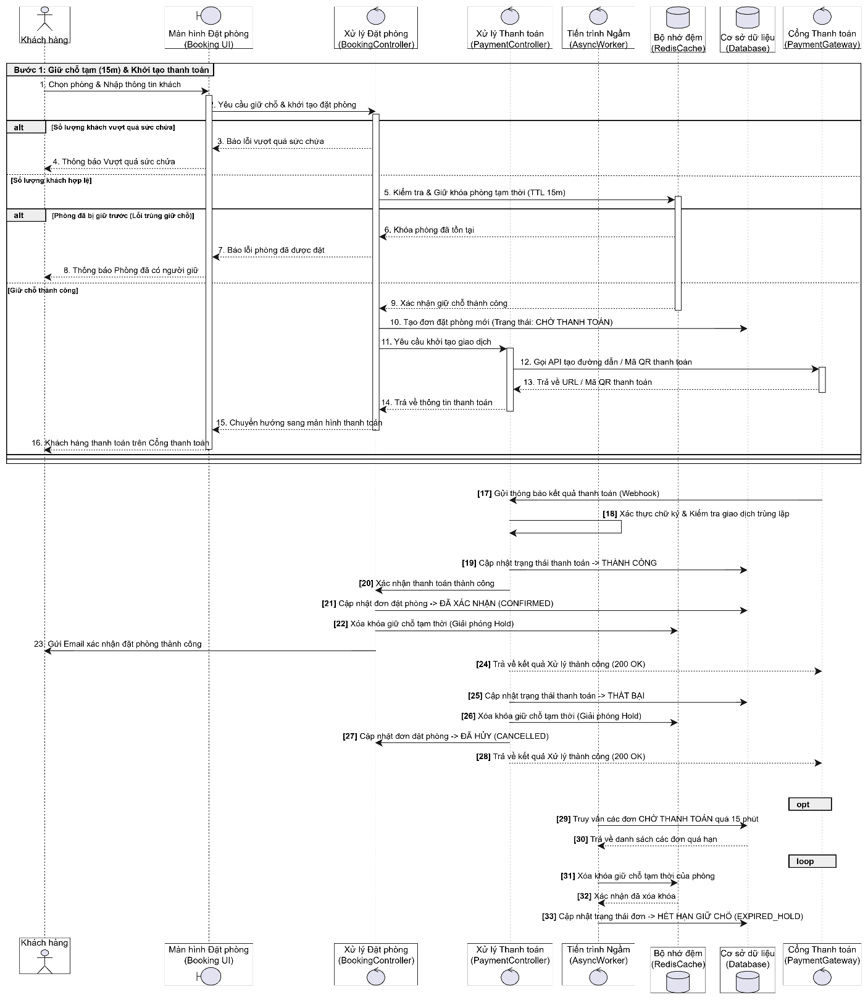 Khách hàng
Màn hình Đặt phòng
(Booking UI)
Xử lý Đặt phòng
(BookingController)
Xử lý Thanh toán
(PaymentController)
Tiến trình Ngầm
(AsyncWorker)
Bộ nhớ đệm
(RedisCache)
Cơ sở dữ liệu
(Database)
Cổng Thanh toán
(PaymentGateway)
Bước 1: Giữ chỗ tạm (15m) & Khởi tạo thanh toán
1. Chọn phòng & Nhập thông tin khách
2. Yêu cầu giữ chỗ & khởi tạo đặt phòng
alt [Số lượng khách vượt quá sức chứa]
3. Báo lỗi vượt quá sức chứa
4. Thông báo Vượt quá sức chứa
[Số lượng khách hợp lệ]
5. Kiểm tra & Giữ khóa phòng tạm thời (TTL 15m)
alt [Phòng đã bị giữ trước (Lỗi trùng giữ chỗ)]
6. Khóa phòng đã tồn tại
7. Báo lỗi phòng đã được đặt
8. Thông báo Phòng đã có người giữ
[Giữ chỗ thành công]
9. Xác nhận giữ chỗ thành công
10. Tạo đơn đặt phòng mới (Trạng thái: CHỜ THANH TOÁN)
11. Yêu cầu khởi tạo giao dịch
12. Gọi API tạo đường dẫn / Mã QR thanh toán
13. Trả về URL / Mã QR thanh toán
14. Trả về thông tin thanh toán
15. Chuyển hướng sang màn hình thanh toán
16. Khách hàng thanh toán trên Cổng thanh toán
[17] Gửi thông báo kết quả thanh toán (Webhook)
[18] Xác thực chữ ký & Kiểm tra giao dịch trùng lặp
[19] Cập nhật trạng thái thanh toán -> THÀNH CÔNG
[20] Xác nhận thanh toán thành công
[21] Cập nhật đơn đặt phòng -> ĐÃ XÁC NHẬN (CONFIRMED)
[22] Xóa khóa giữ chỗ tạm thời (Giải phóng Hold)
23. Gửi Email xác nhận đặt phòng thành công
[24] Trả về kết quả Xử lý thành công (200 OK)
[25] Cập nhật trạng thái thanh toán -> THẤT BẠI
[26] Xóa khóa giữ chỗ tạm thời (Giải phóng Hold)
[27] Cập nhật đơn đặt phòng -> ĐÃ HỦY (CANCELLED)
[28] Trả về kết quả Xử lý thành công (200 OK)
opt
[29] Truy vấn các đơn CHỜ THANH TOÁN quá 15 phút
[30] Trả về danh sách các đơn quá hạn
loop
[31] Xóa khóa giữ chỗ tạm thời của phòng
[32] Xác nhận đã xóa khóa
[33] Cập nhật trạng thái đơn -> HẾT HẠN GIỮ CHỖ (EXPIRED_HOLD)
Khách hàng
Màn hình Đặt phòng
(Booking UI)
Xử lý Đặt phòng
(BookingController)
Xử lý Thanh toán
(PaymentController)
Tiến trình Ngầm
(AsyncWorker)
Bộ nhớ đệm
(RedisCache)
Cơ sở dữ liệu
(Database)
Cổng Thanh toán
(PaymentGateway)